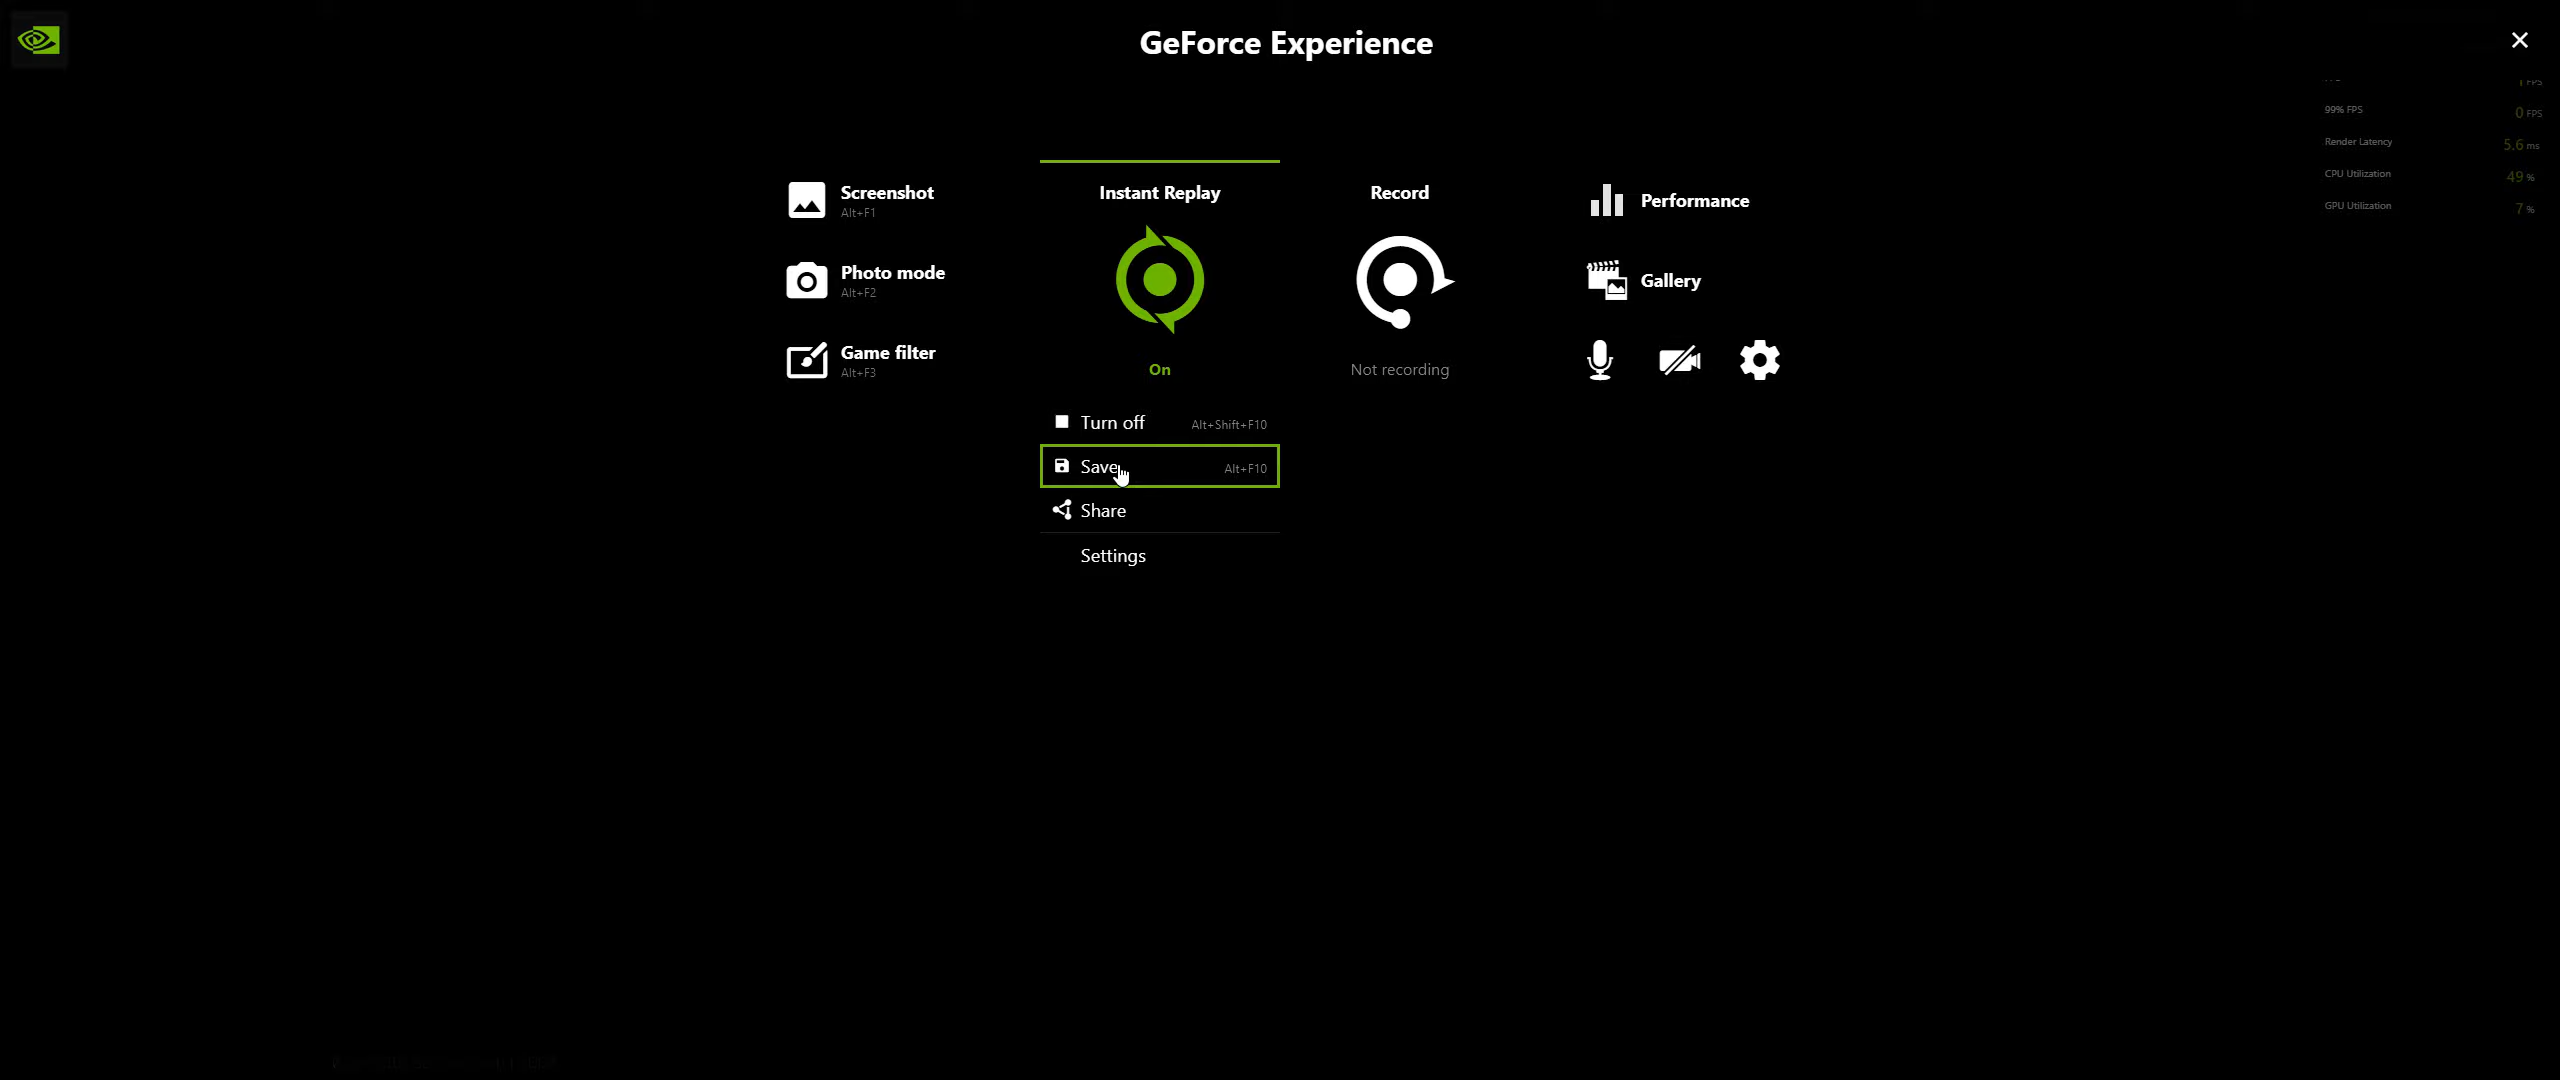 GeForce Experience
99% FPS 0 FPS
Render Latency 5.6 ms
CPU Utilization 49 %
GPU Utilization 7 %
Screenshot
Alt+F1
Photo mode
Alt+F2
Game filter
Alt+F3
Instant Replay
On
Turn off Alt+Shift+F10
Save Alt+F10
Share
Settings
Record
Not recording
Performance
Gallery